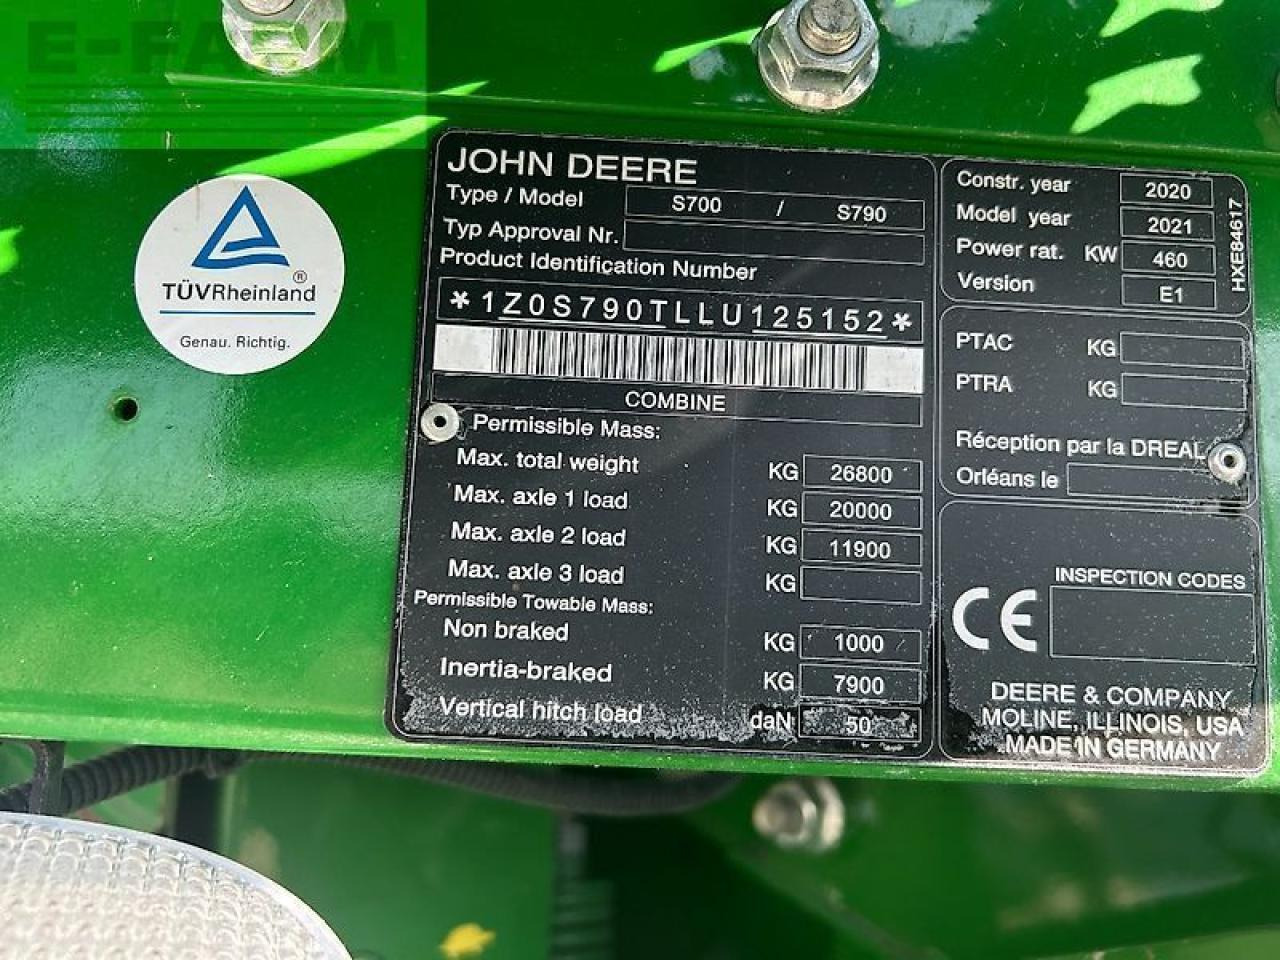 E-FARM
TÜVRheinland®
Genau. Richtig.
JOHN DEERE
Type / Model S700 / S790
Typ Approval Nr.
Product Identification Number
*1Z0S790TLLU125152*
COMBINE
Permissible Mass:
Max. total weight KG 26800
Max. axle 1 load KG 20000
Max. axle 2 load KG 11900
Max. axle 3 load KG
Permissible Towable Mass:
Non braked KG 1000
Inertia-braked KG 7900
Vertical hitch load daN 50
Constr. year 2020
Model year 2021
Power rat. KW 460
Version E1
HXE84617
PTAC KG
PTRA KG
Réception par la DREAL
Orléans le
INSPECTION CODES
CE
DEERE & COMPANY
MOLINE, ILLINOIS, USA
MADE IN GERMANY